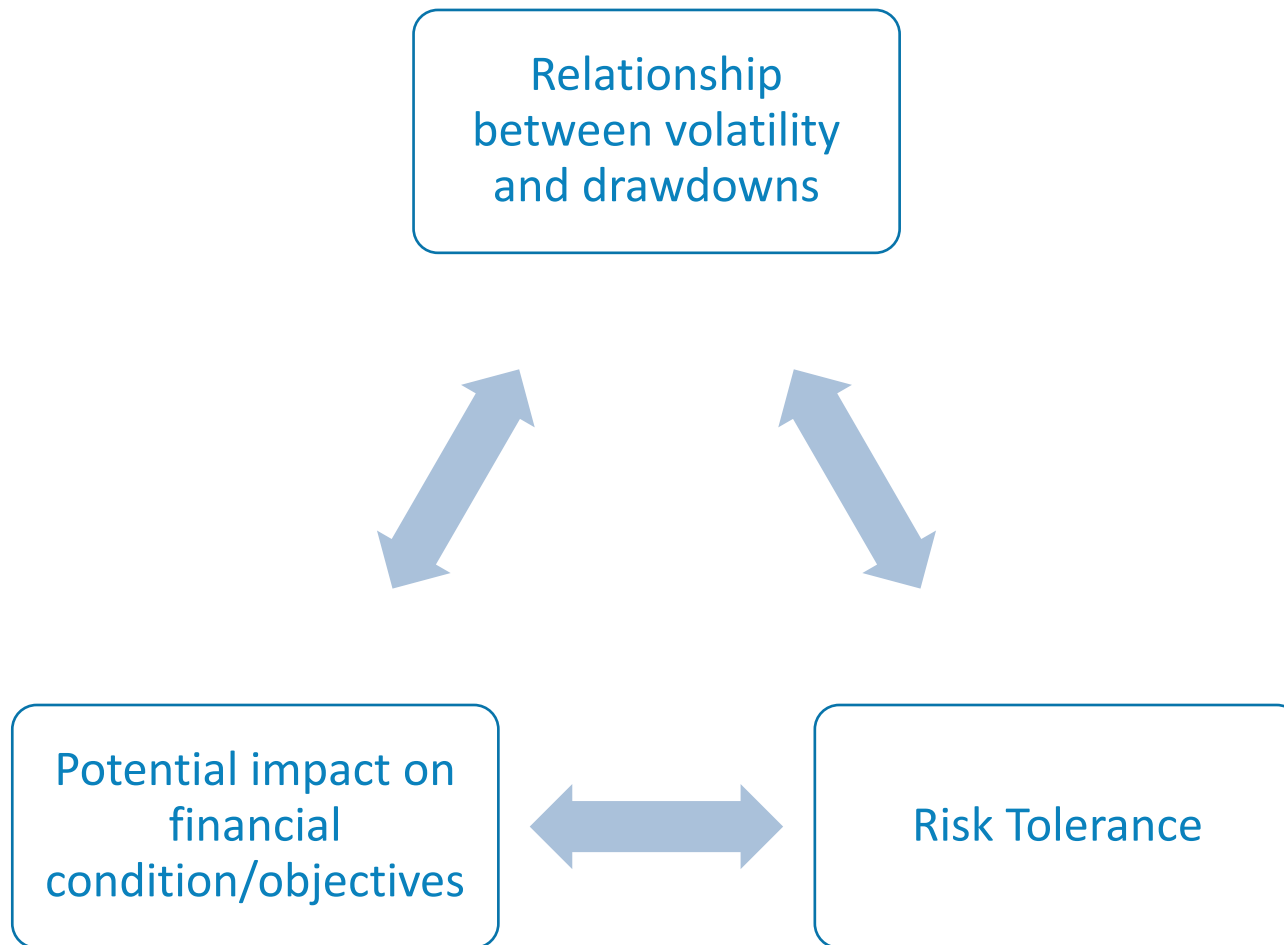 Relationship
between volatility
and drawdowns
Potential impact on
financial
condition/objectives
Risk Tolerance